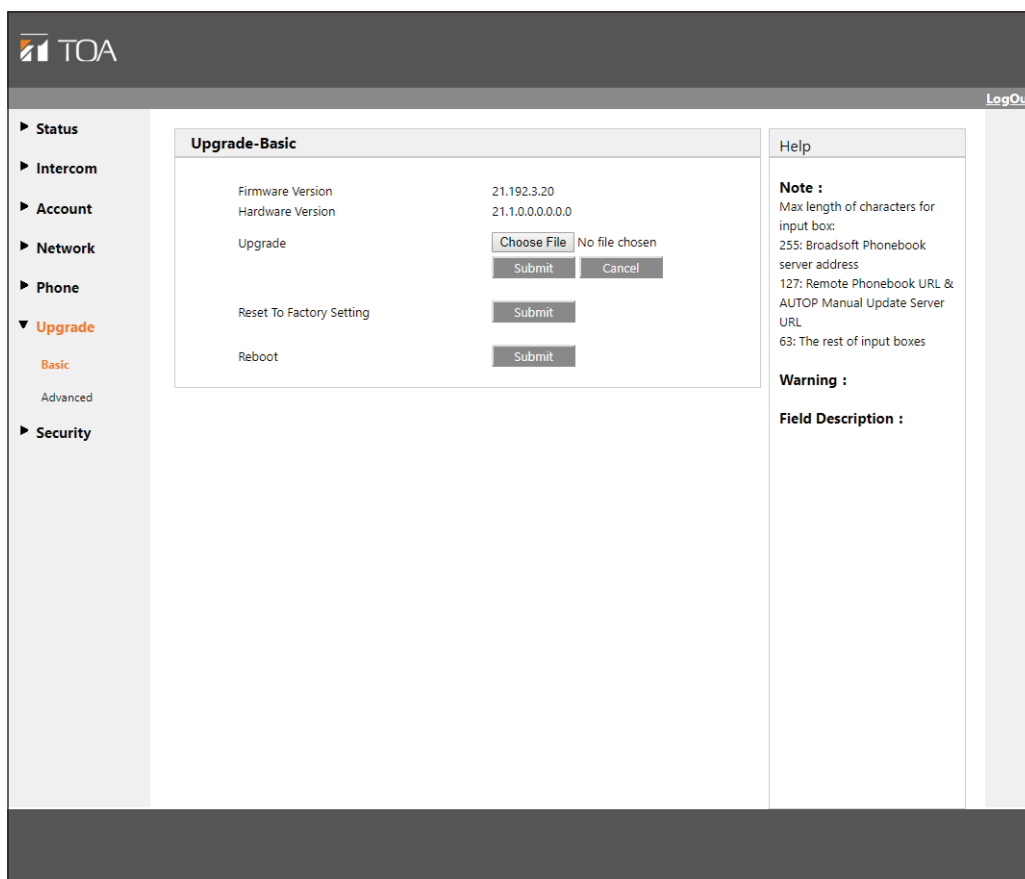 TOA
LogOu
Status
Intercom
Account
Network
Phone
Upgrade
Basic
Advanced
Security
Upgrade-Basic
Firmware Version 21.192.3.20
Hardware Version 21.1.0.0.0.0.0.0
Upgrade Choose File No file chosen
Submit Cancel
Reset To Factory Setting Submit
Reboot Submit
Help
Note :
Max length of characters for
input box:
255: Broadsoft Phonebook
server address
127: Remote Phonebook URL &
AUTOP Manual Update Server
URL
63: The rest of input boxes
Warning :
Field Description :